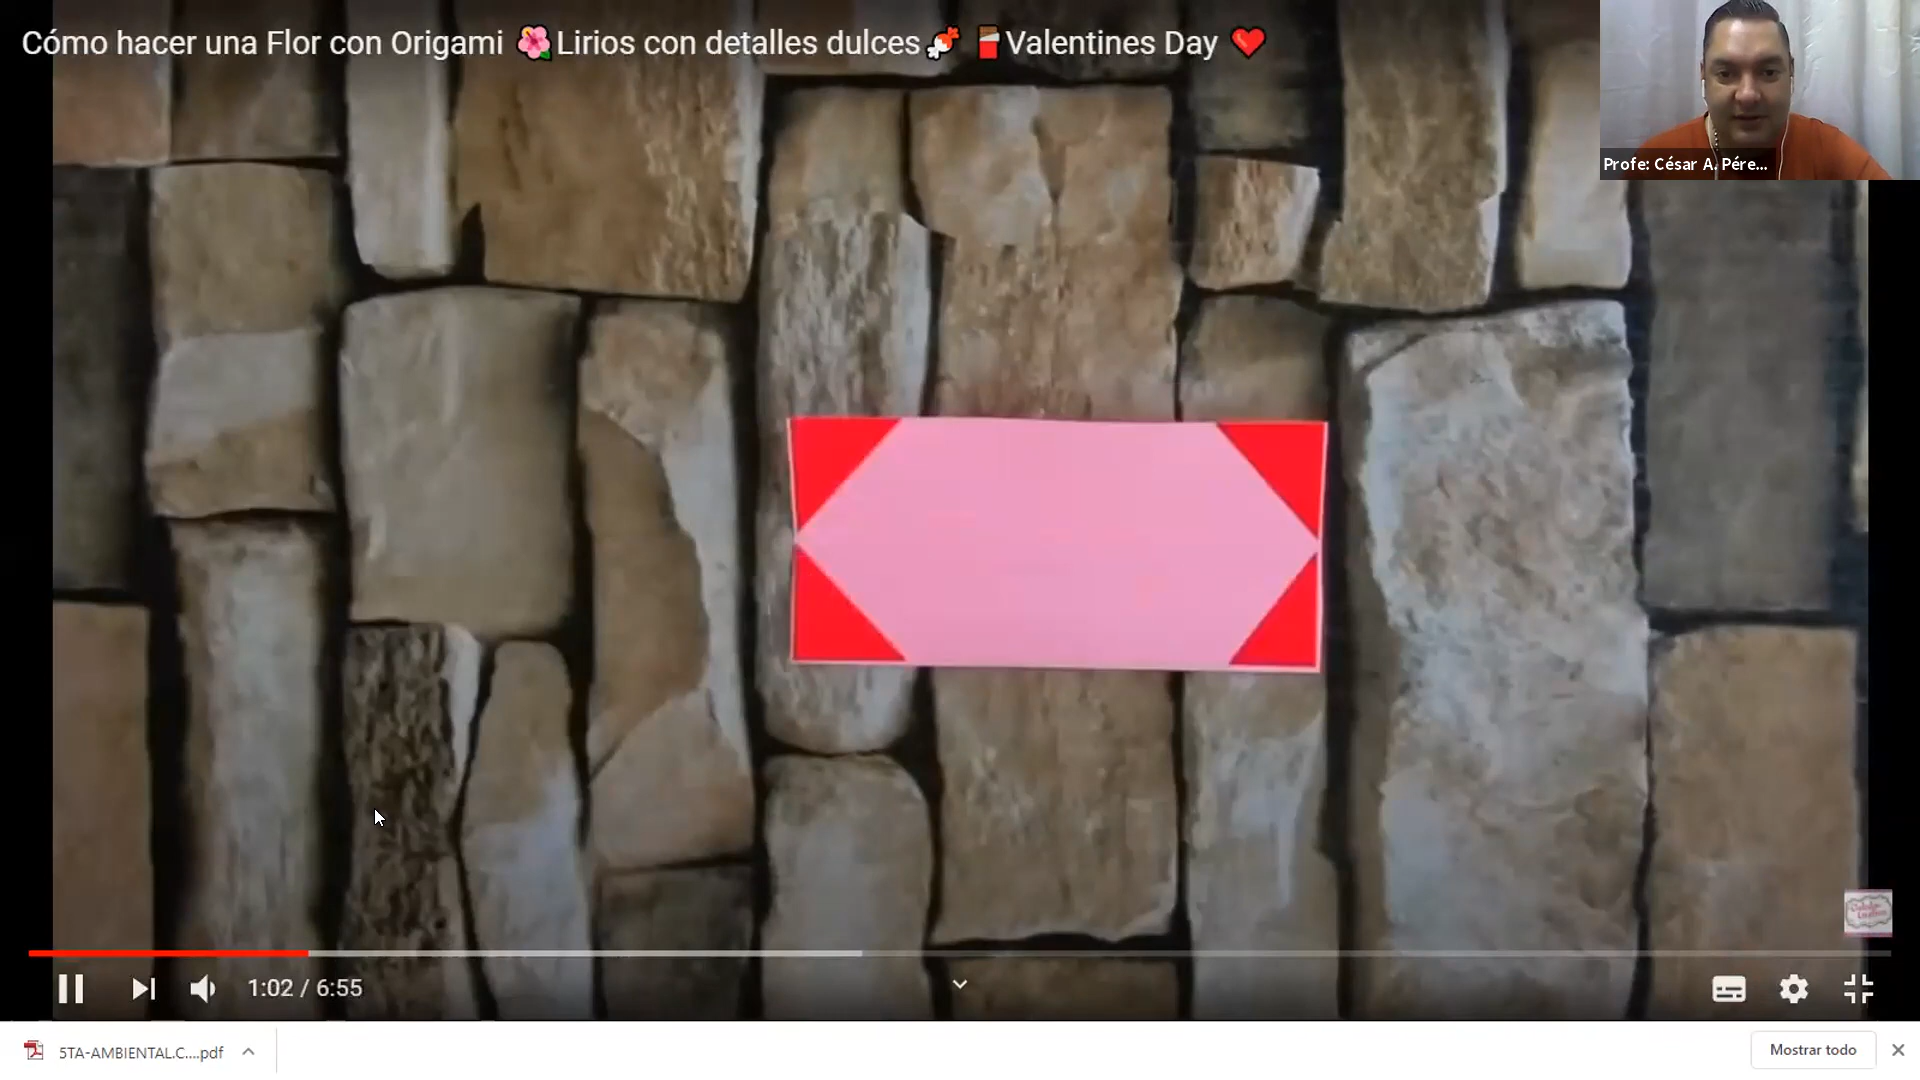 Cómo hacer una Flor con Origami 🌺Lirios con detalles dulces🍬 🍫Valentines Day ❤
Profe: César A. Pére...
1:02 / 6:55
5TA-AMBIENTAL.C....pdf
Mostrar todo